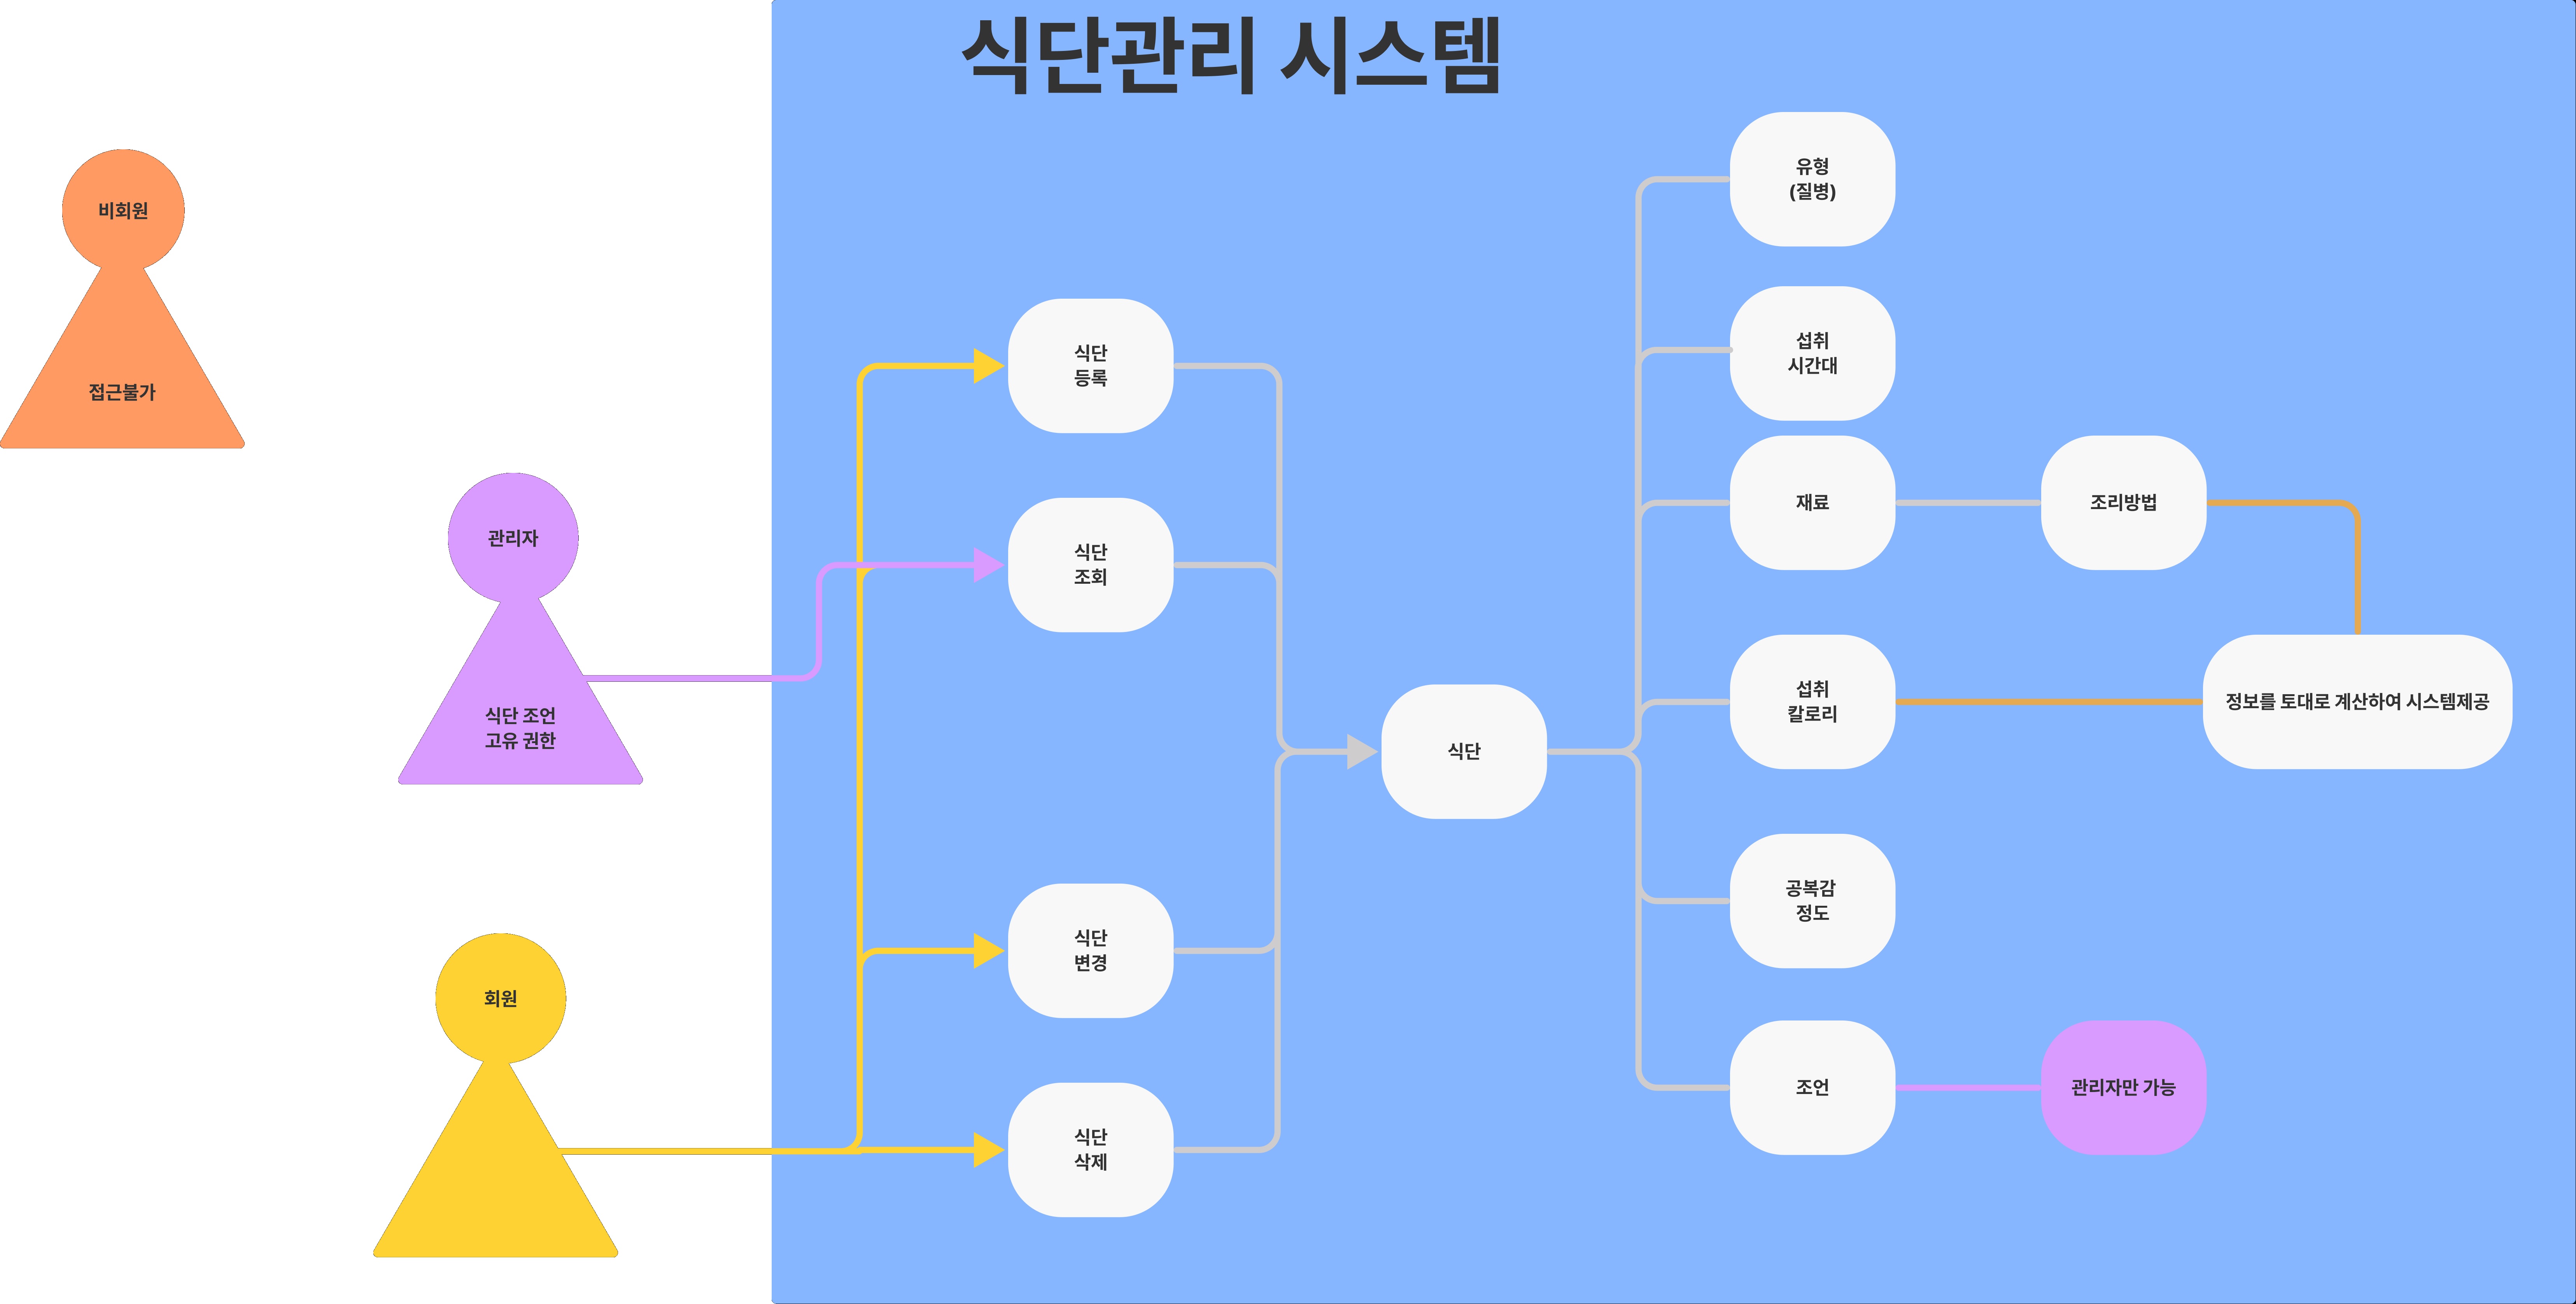 식단관리 시스템
비회원
접근불가
관리자
식단 조언
고유 권한
회원
식단
등록
식단
조회
식단
변경
식단
삭제
식단
유형
(질병)
섭취
시간대
재료
조리방법
섭취
칼로리
정보를 토대로 계산하여 시스템제공
공복감
정도
조언
관리자만 가능